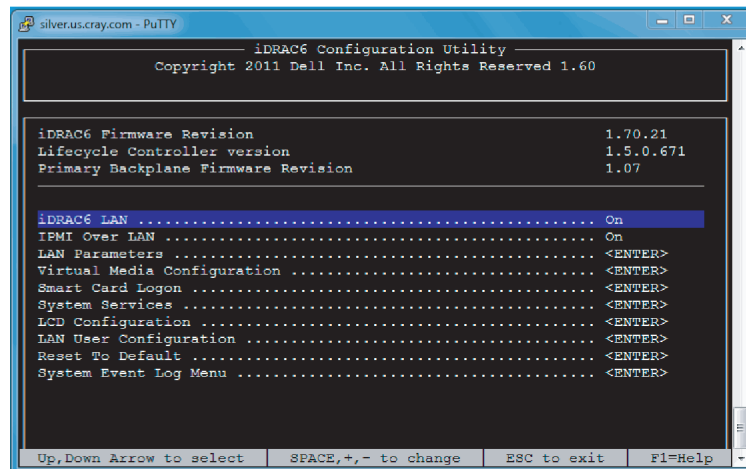 silver.us.cray.com - PuTTY
iDRAC6 Configuration Utility
Copyright 2011 Dell Inc. All Rights Reserved 1.60
iDRAC6 Firmware Revision 1.70.21
Lifecycle Controller version 1.5.0.671
Primary Backplane Firmware Revision 1.07
iDRAC6 LAN .................................................. On
IPMI Over LAN ............................................... On
LAN Parameters .............................................. <ENTER>
Virtual Media Configuration ................................. <ENTER>
Smart Card Logon ............................................ <ENTER>
System Services ............................................. <ENTER>
LCD Configuration ........................................... <ENTER>
LAN User Configuration ...................................... <ENTER>
Reset To Default ............................................ <ENTER>
System Event Log Menu ....................................... <ENTER>
Up,Down Arrow to select SPACE,+,- to change ESC to exit F1=Help